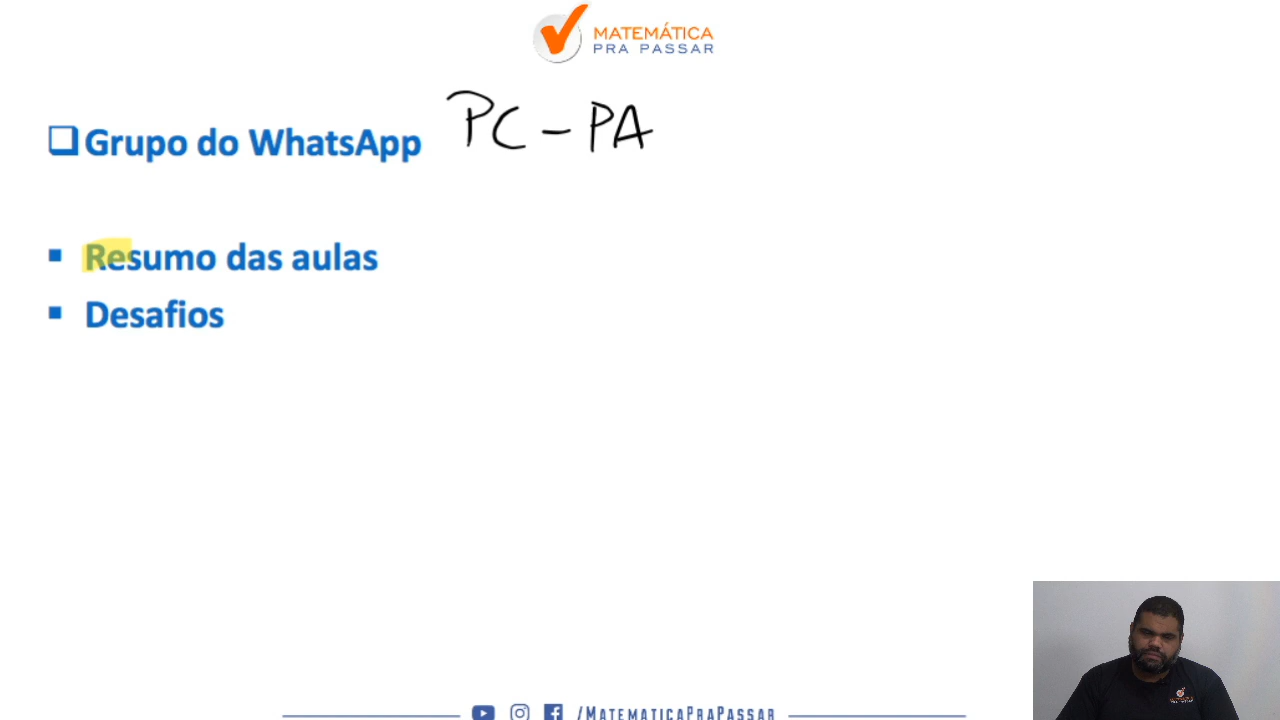 MATEMÁTICA
PRA PASSAR
Grupo do WhatsApp PC - PA
Resumo das aulas
Desafios
/MATEMATICAPRAPASSAR